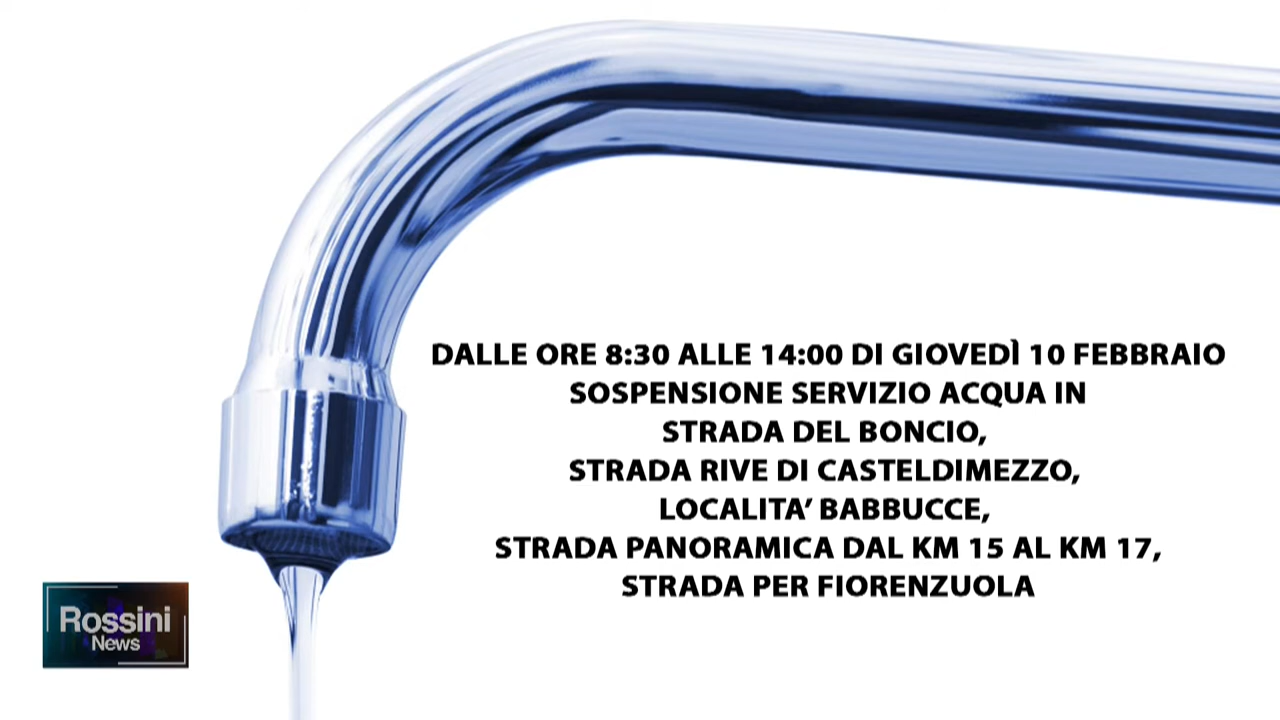 DALLE ORE 8:30 ALLE 14:00 DI GIOVEDÌ 10 FEBBRAIO
SOSPENSIONE SERVIZIO ACQUA IN
STRADA DEL BONCIO,
STRADA RIVE DI CASTELDIMEZZO,
LOCALITA’ BABBUCCE,
STRADA PANORAMICA DAL KM 15 AL KM 17,
STRADA PER FIORENZUOLA
Rossini
News